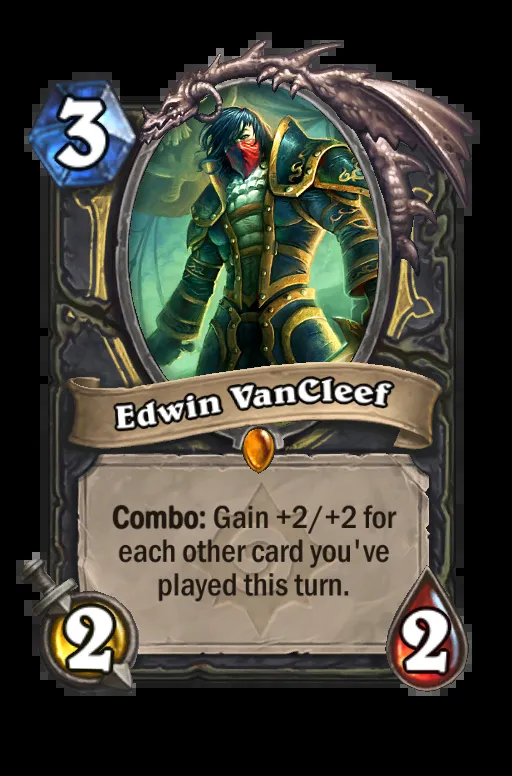 3
Edwin VanCleef
Combo: Gain +2/+2 for
each other card you've
played this turn.
2
2